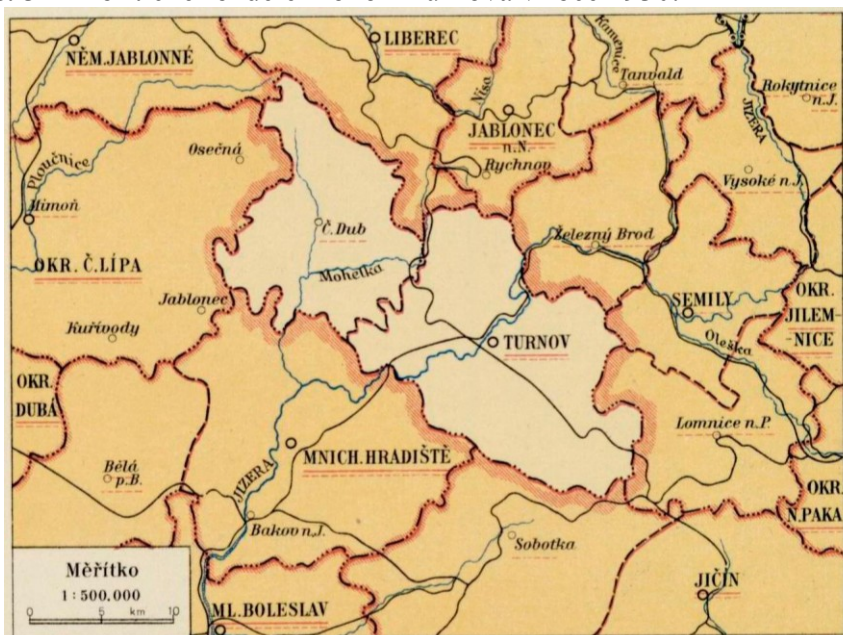 LIBEREC
NĚM. JABLONNÉ
Kamenice
Tanvald
Rokytnice
n.J.
Nisa
JABLONEC
n.N.
JIZERA
Osečná
Rychnov
Vysoké n.J.
Ploučnice
Mimoň
Č. Dub
Železný Brod
OKR. Č. LÍPA
Mohelka
Jablonec
SEMILY
OKR.
JILEM-
-NICE
Kuřívody
TURNOV
Oleška
OKR.
DUBÁ
Lomnice n.P.
MNICH. HRADIŠTĚ
Bělá
p.B.
JIZERA
OKR.
N.PAKA
Bakov n.J.
Sobotka
Měřítko
1 : 500.000
0 5 km 10
JIČÍN
ML. BOLESLAV